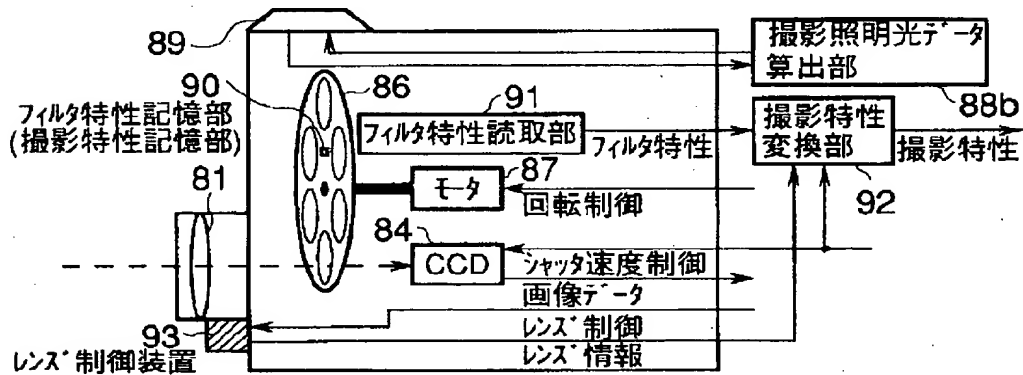 89
撮影照明光データ
算出部
88b
90
86
91
フィルタ特性記憶部
(撮影特性記憶部)
フィルタ特性読取部
フィルタ特性
撮影特性
変換部
撮影特性
92
81
87
モータ
回転制御
84
CCD
シャッタ速度制御
画像データ
93
レンズ制御
レンズ制御装置
レンズ情報